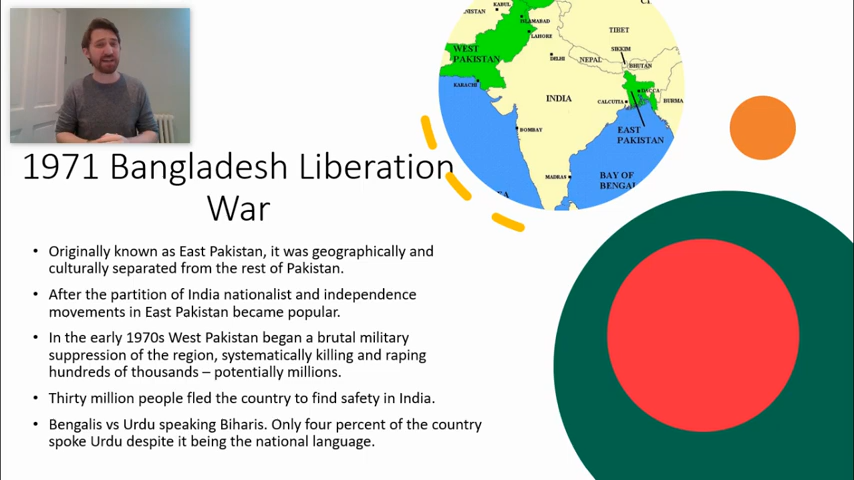 1971 Bangladesh Liberation
War
• Originally known as East Pakistan, it was geographically and
culturally separated from the rest of Pakistan.
• After the partition of India nationalist and independence
movements in East Pakistan became popular.
• In the early 1970s West Pakistan began a brutal military
suppression of the region, systematically killing and raping
hundreds of thousands – potentially millions.
• Thirty million people fled the country to find safety in India.
• Bengalis vs Urdu speaking Biharis. Only four percent of the country
spoke Urdu despite it being the national language.
KABUL
ISLAMABAD
LAHORE
WEST
PAKISTAN
KARACHI
TIBET
SIKKIM
DELHI
NEPAL
BHUTAN
INDIA
CALCUTTA
DACCA
BURMA
EAST
PAKISTAN
BOMBAY
MADRAS
BAY OF
BENGAL